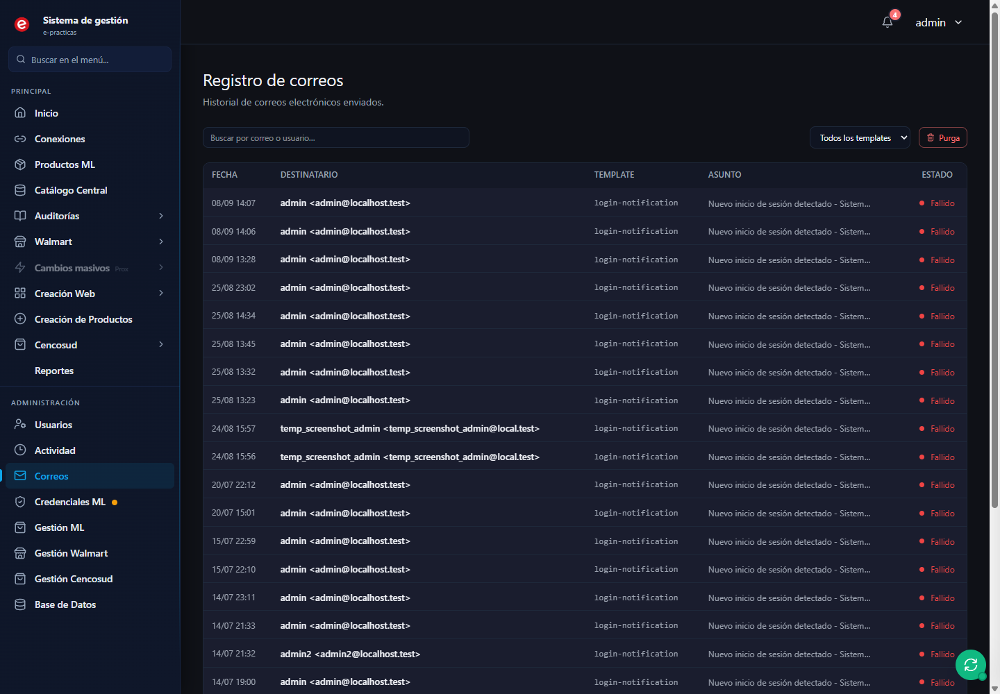 Sistema de gestión
e-practicas
Buscar en el menú...
PRINCIPAL
Inicio
Conexiones
Productos ML
Catálogo Central
Auditorías
Walmart
Cambios masivos Prox
Creación Web
Creación de Productos
Cencosud
Reportes
ADMINISTRACIÓN
Usuarios
Actividad
Correos
Credenciales ML
Gestión ML
Gestión Walmart
Gestión Cencosud
Base de Datos
4
admin
Registro de correos
Historial de correos electrónicos enviados.
Buscar por correo o usuario...
Todos los templates
Purga
FECHA DESTINATARIO TEMPLATE ASUNTO ESTADO
08/09 14:07 admin <admin@localhost.test> login-notification Nuevo inicio de sesión detectado - Sistem... Fallido
08/09 14:06 admin <admin@localhost.test> login-notification Nuevo inicio de sesión detectado - Sistem... Fallido
08/09 13:28 admin <admin@localhost.test> login-notification Nuevo inicio de sesión detectado - Sistem... Fallido
25/08 23:02 admin <admin@localhost.test> login-notification Nuevo inicio de sesión detectado - Sistem... Fallido
25/08 14:34 admin <admin@localhost.test> login-notification Nuevo inicio de sesión detectado - Sistem... Fallido
25/08 13:45 admin <admin@localhost.test> login-notification Nuevo inicio de sesión detectado - Sistem... Fallido
25/08 13:32 admin <admin@localhost.test> login-notification Nuevo inicio de sesión detectado - Sistem... Fallido
25/08 13:23 admin <admin@localhost.test> login-notification Nuevo inicio de sesión detectado - Sistem... Fallido
24/08 15:57 temp_screenshot_admin <temp_screenshot_admin@local.test> login-notification Nuevo inicio de sesión detectado - Sistem... Fallido
24/08 15:56 temp_screenshot_admin <temp_screenshot_admin@local.test> login-notification Nuevo inicio de sesión detectado - Sistem... Fallido
20/07 22:12 admin <admin@localhost.test> login-notification Nuevo inicio de sesión detectado - Sistem... Fallido
20/07 15:01 admin <admin@localhost.test> login-notification Nuevo inicio de sesión detectado - Sistem... Fallido
15/07 22:59 admin <admin@localhost.test> login-notification Nuevo inicio de sesión detectado - Sistem... Fallido
15/07 22:10 admin <admin@localhost.test> login-notification Nuevo inicio de sesión detectado - Sistem... Fallido
14/07 23:11 admin <admin@localhost.test> login-notification Nuevo inicio de sesión detectado - Sistem... Fallido
14/07 21:33 admin <admin@localhost.test> login-notification Nuevo inicio de sesión detectado - Sistem... Fallido
14/07 21:32 admin2 <admin2@localhost.test> login-notification Nuevo inicio de sesión detectado - Sistem... Fallido
14/07 19:00 admin <admin@localhost.test> login-notification Nuevo inicio de sesión detectado - Sistem... Fallido